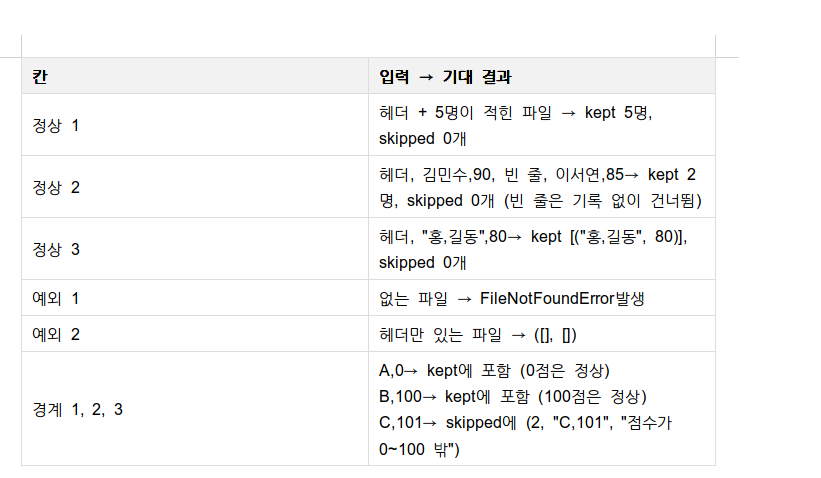 칸
입력 → 기대 결과
정상 1
헤더 + 5명이 적힌 파일 → kept 5명,
skipped 0개
정상 2
헤더, 김민수,90, 빈 줄, 이서연,85→ kept 2
명, skipped 0개 (빈 줄은 기록 없이 건너뜀)
정상 3
헤더, "홍,길동",80→ kept [("홍,길동", 80)],
skipped 0개
예외 1
없는 파일 → FileNotFoundError발생
예외 2
헤더만 있는 파일 → ([], [])
경계 1, 2, 3
A,0→ kept에 포함 (0점은 정상)
B,100→ kept에 포함 (100점은 정상)
C,101→ skipped에 (2, "C,101", "점수가
0~100 밖")